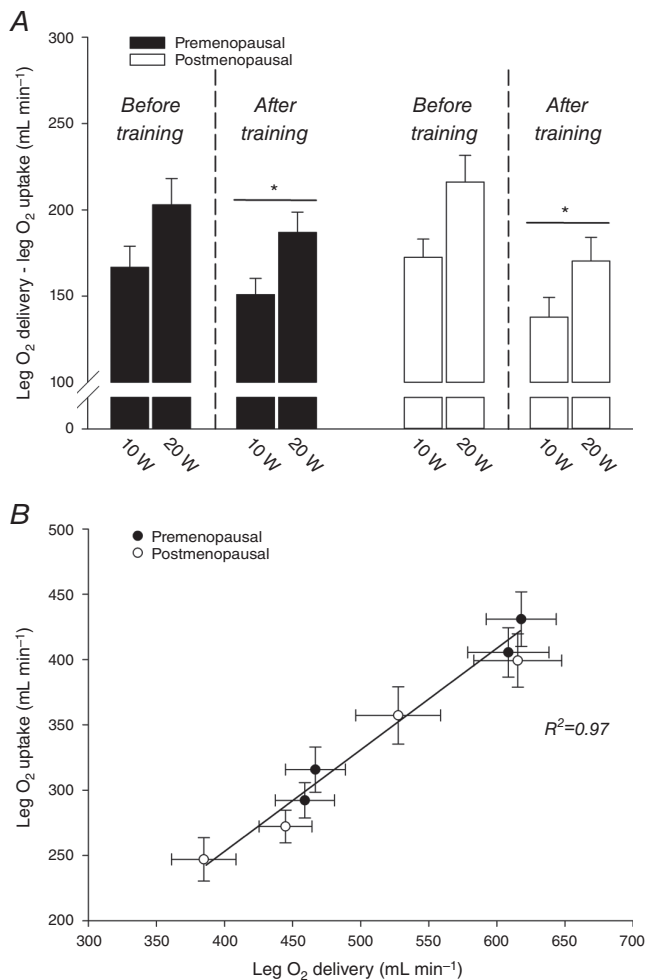 A
Premenopausal
Postmenopausal
Before training
After training
Before training
After training
*
*
Leg O₂ delivery - leg O₂ uptake (mL min⁻¹)
300
250
200
150
100
0
10 W
20 W
10 W
20 W
10 W
20 W
10 W
20 W
B
Premenopausal
Postmenopausal
R²=0.97
Leg O₂ uptake (mL min⁻¹)
500
450
400
350
300
250
200
300
350
400
450
500
550
600
650
700
Leg O₂ delivery (mL min⁻¹)